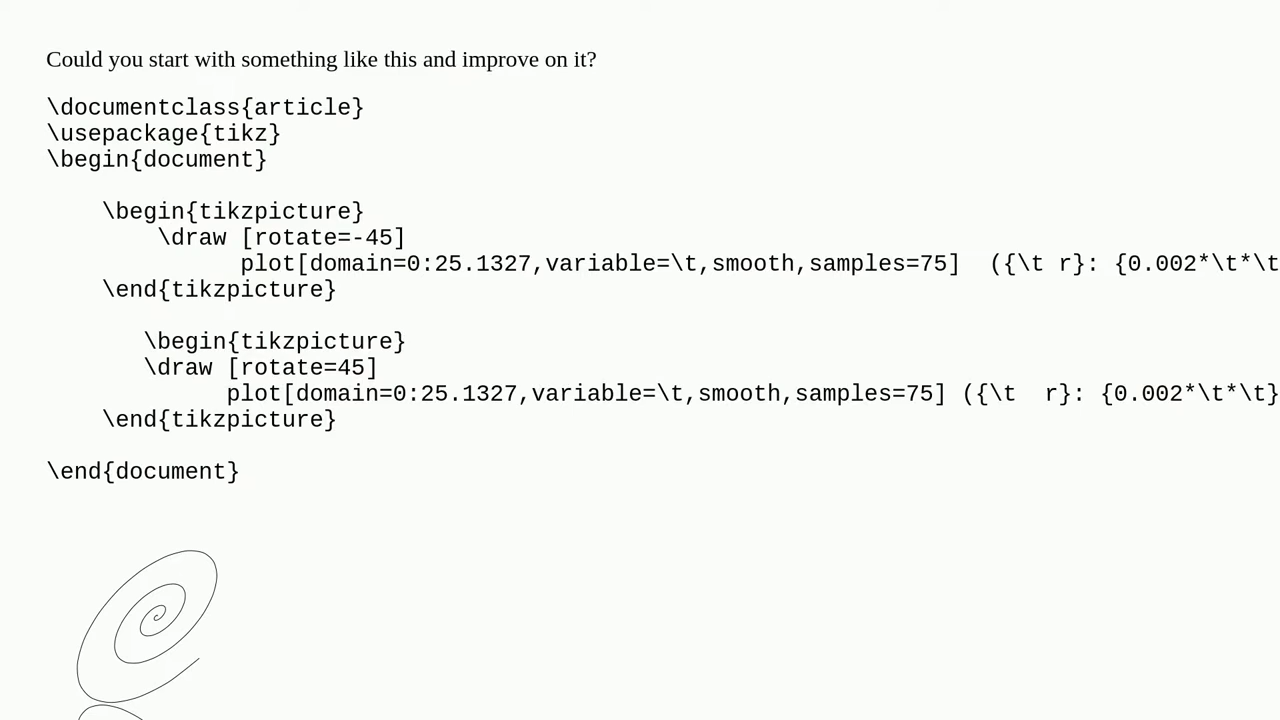 Could you start with something like this and improve on it?
\documentclass{article}
\usepackage{tikz}
\begin{document}
\begin{tikzpicture}
\draw [rotate=-45]
plot[domain=0:25.1327,variable=\t,smooth,samples=75]  ({\t r}: {0.002*\t*\t
\end{tikzpicture}
\begin{tikzpicture}
\draw [rotate=45]
plot[domain=0:25.1327,variable=\t,smooth,samples=75] ({\t  r}: {0.002*\t*\t}
\end{tikzpicture}
\end{document}